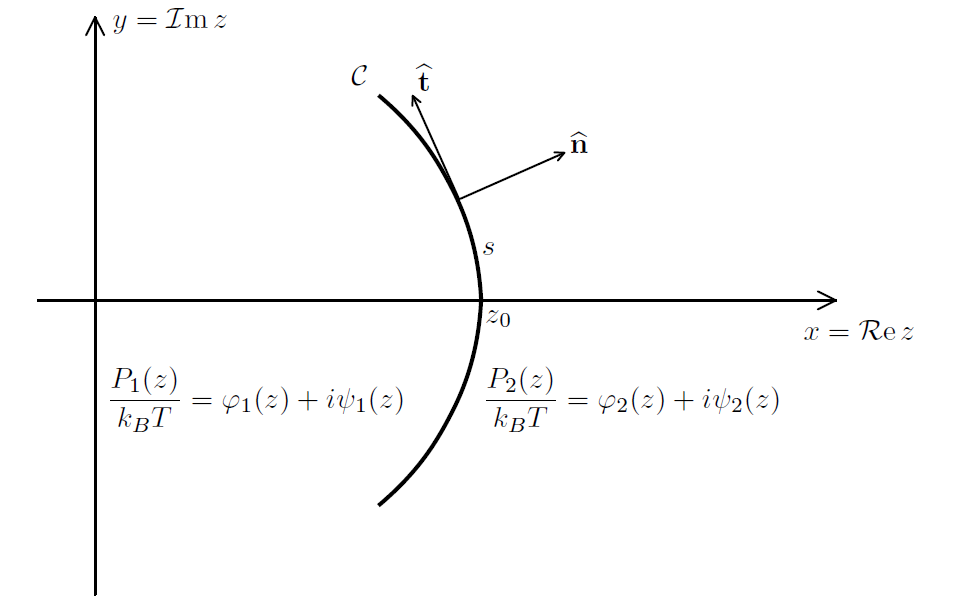 y = ℐm z
𝒞
t̂
n̂
s
z₀
x = ℛe z
P₁(z)/k_BT = φ₁(z) + iψ₁(z)
P₂(z)/k_BT = φ₂(z) + iψ₂(z)